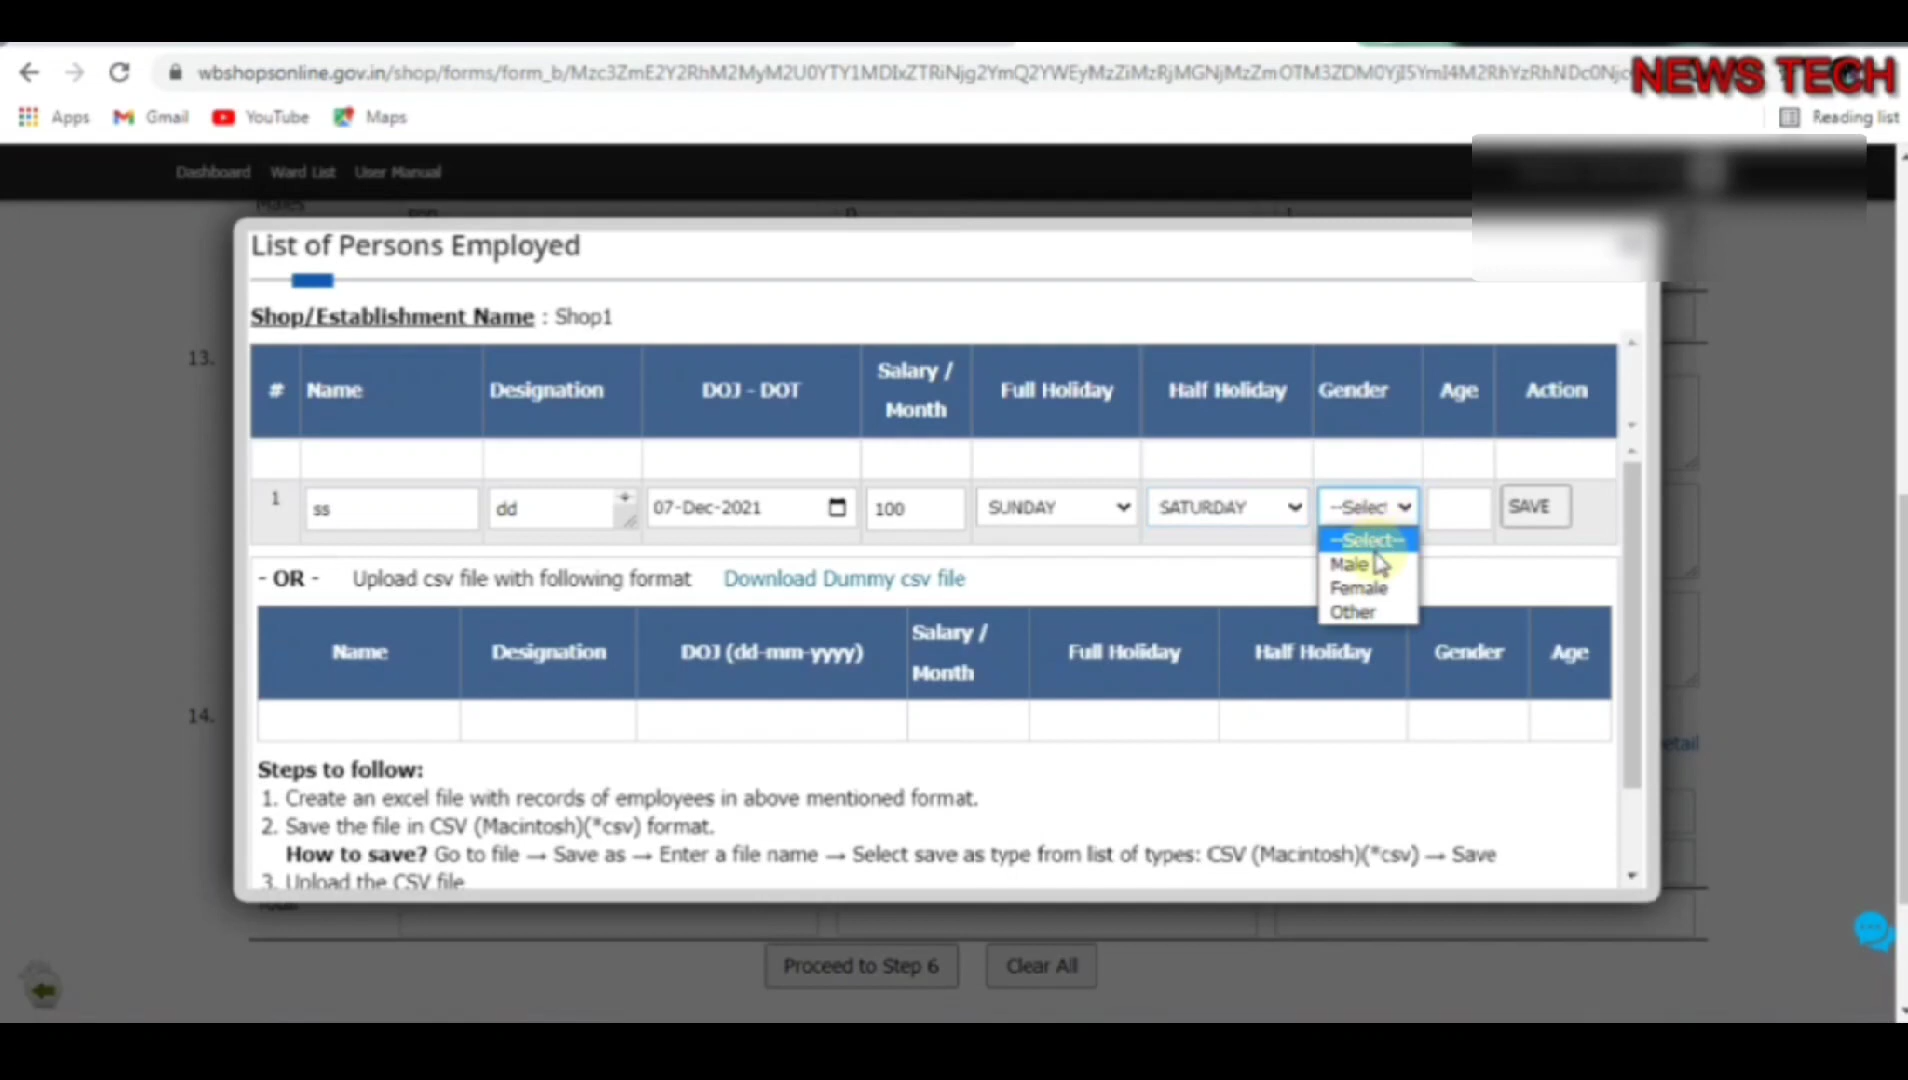 wbshopsonline.gov.in/shop/forms/form_b/
NEWS TECH
Apps Gmail YouTube Maps Reading list
Dashboard Ward List User Manual
Males
List of Persons Employed
Shop/Establishment Name : Shop1
13.
# Name Designation DOJ - DOT Salary / Month Full Holiday Half Holiday Gender Age Action
1 ss dd 07-Dec-2021 100 SUNDAY SATURDAY --Select SAVE
--Select--
Male
Female
Other
- OR - Upload csv file with following format Download Dummy csv file
Name Designation DOJ (dd-mm-yyyy) Salary / Month Full Holiday Half Holiday Gender Age
14.
etail
Steps to follow:
1. Create an excel file with records of employees in above mentioned format.
2. Save the file in CSV (Macintosh)(*csv) format.
How to save? Go to file → Save as → Enter a file name → Select save as type from list of types: CSV (Macintosh)(*csv) → Save
3. Upload the CSV file
Proceed to Step 6 Clear All